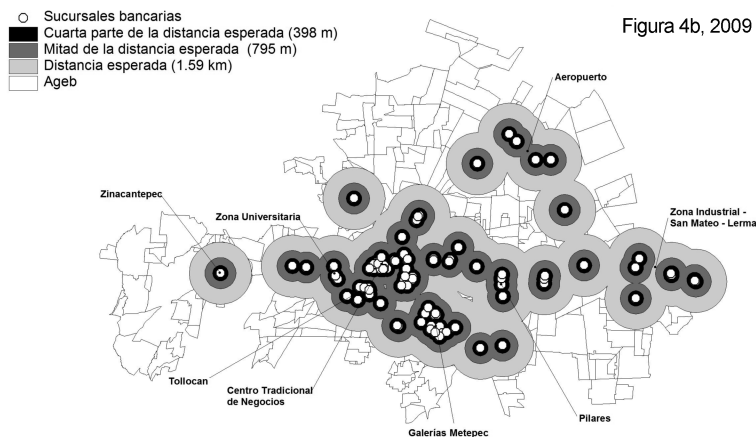 Sucursales bancarias
Cuarta parte de la distancia esperada (398 m)
Mitad de la distancia esperada (795 m)
Distancia esperada (1.59 km)
Ageb
Figura 4b, 2009
Aeropuerto
Zinacantepec
Zona Universitaria
Zona Industrial -
San Mateo - Lerma
Tollocan
Centro Tradicional
de Negocios
Pilares
Galerías Metepec